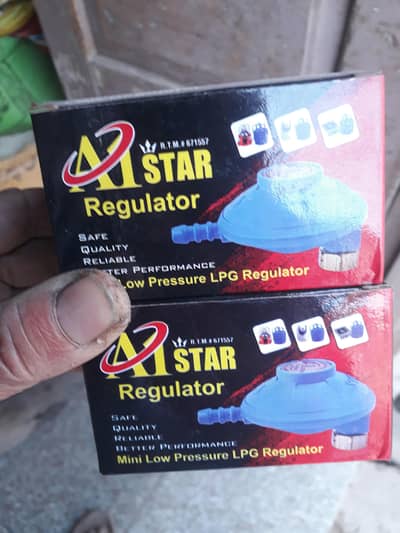 R.T.M.# 671557
A1 STAR
Regulator
SAFE
QUALITY
RELIABLE
BETTER PERFORMANCE
Low Pressure LPG Regulator
R.T.M.# 671557
A1 STAR
Regulator
SAFE
QUALITY
RELIABLE
BETTER PERFORMANCE
Mini Low Pressure LPG Regulator